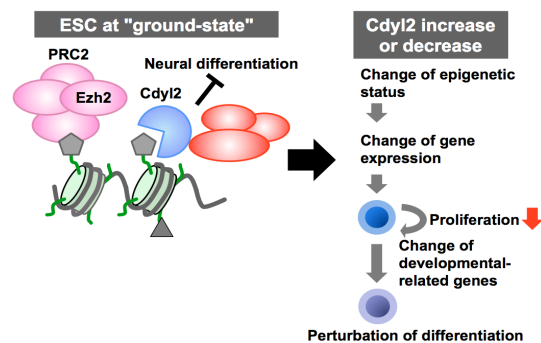 ESC at "ground-state"
PRC2
Ezh2
Neural differentiation
Cdyl2
Cdyl2 increase
or decrease
Change of epigenetic
status
Change of gene
expression
Proliferation
Change of
developmental-
related genes
Perturbation of differentiation